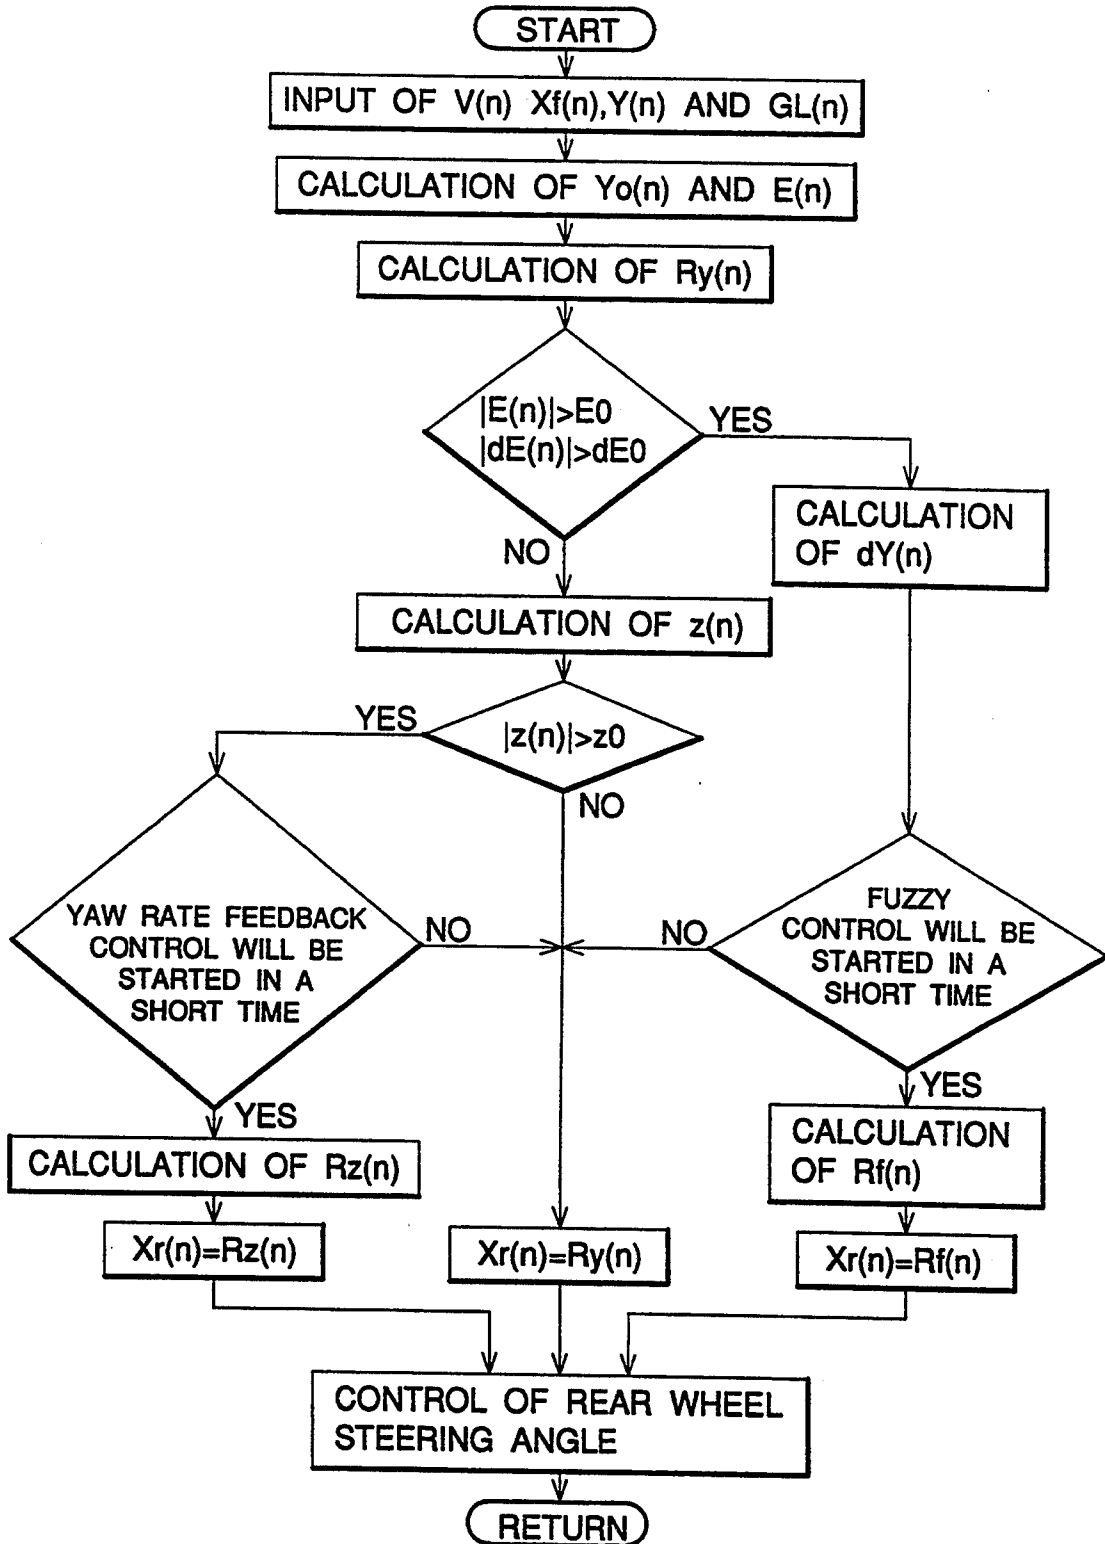 START
INPUT OF V(n) Xf(n),Y(n) AND GL(n)
CALCULATION OF Yo(n) AND E(n)
CALCULATION OF Ry(n)
|E(n)|>E0
|dE(n)|>dE0
YES
NO
CALCULATION
OF dY(n)
CALCULATION OF z(n)
YES
|z(n)|>z0
NO
YAW RATE FEEDBACK
CONTROL WILL BE
STARTED IN A
SHORT TIME
NO
NO
FUZZY
CONTROL WILL BE
STARTED IN A
SHORT TIME
YES
YES
CALCULATION OF Rz(n)
CALCULATION
OF Rf(n)
Xr(n)=Rz(n)
Xr(n)=Ry(n)
Xr(n)=Rf(n)
CONTROL OF REAR WHEEL
STEERING ANGLE
RETURN